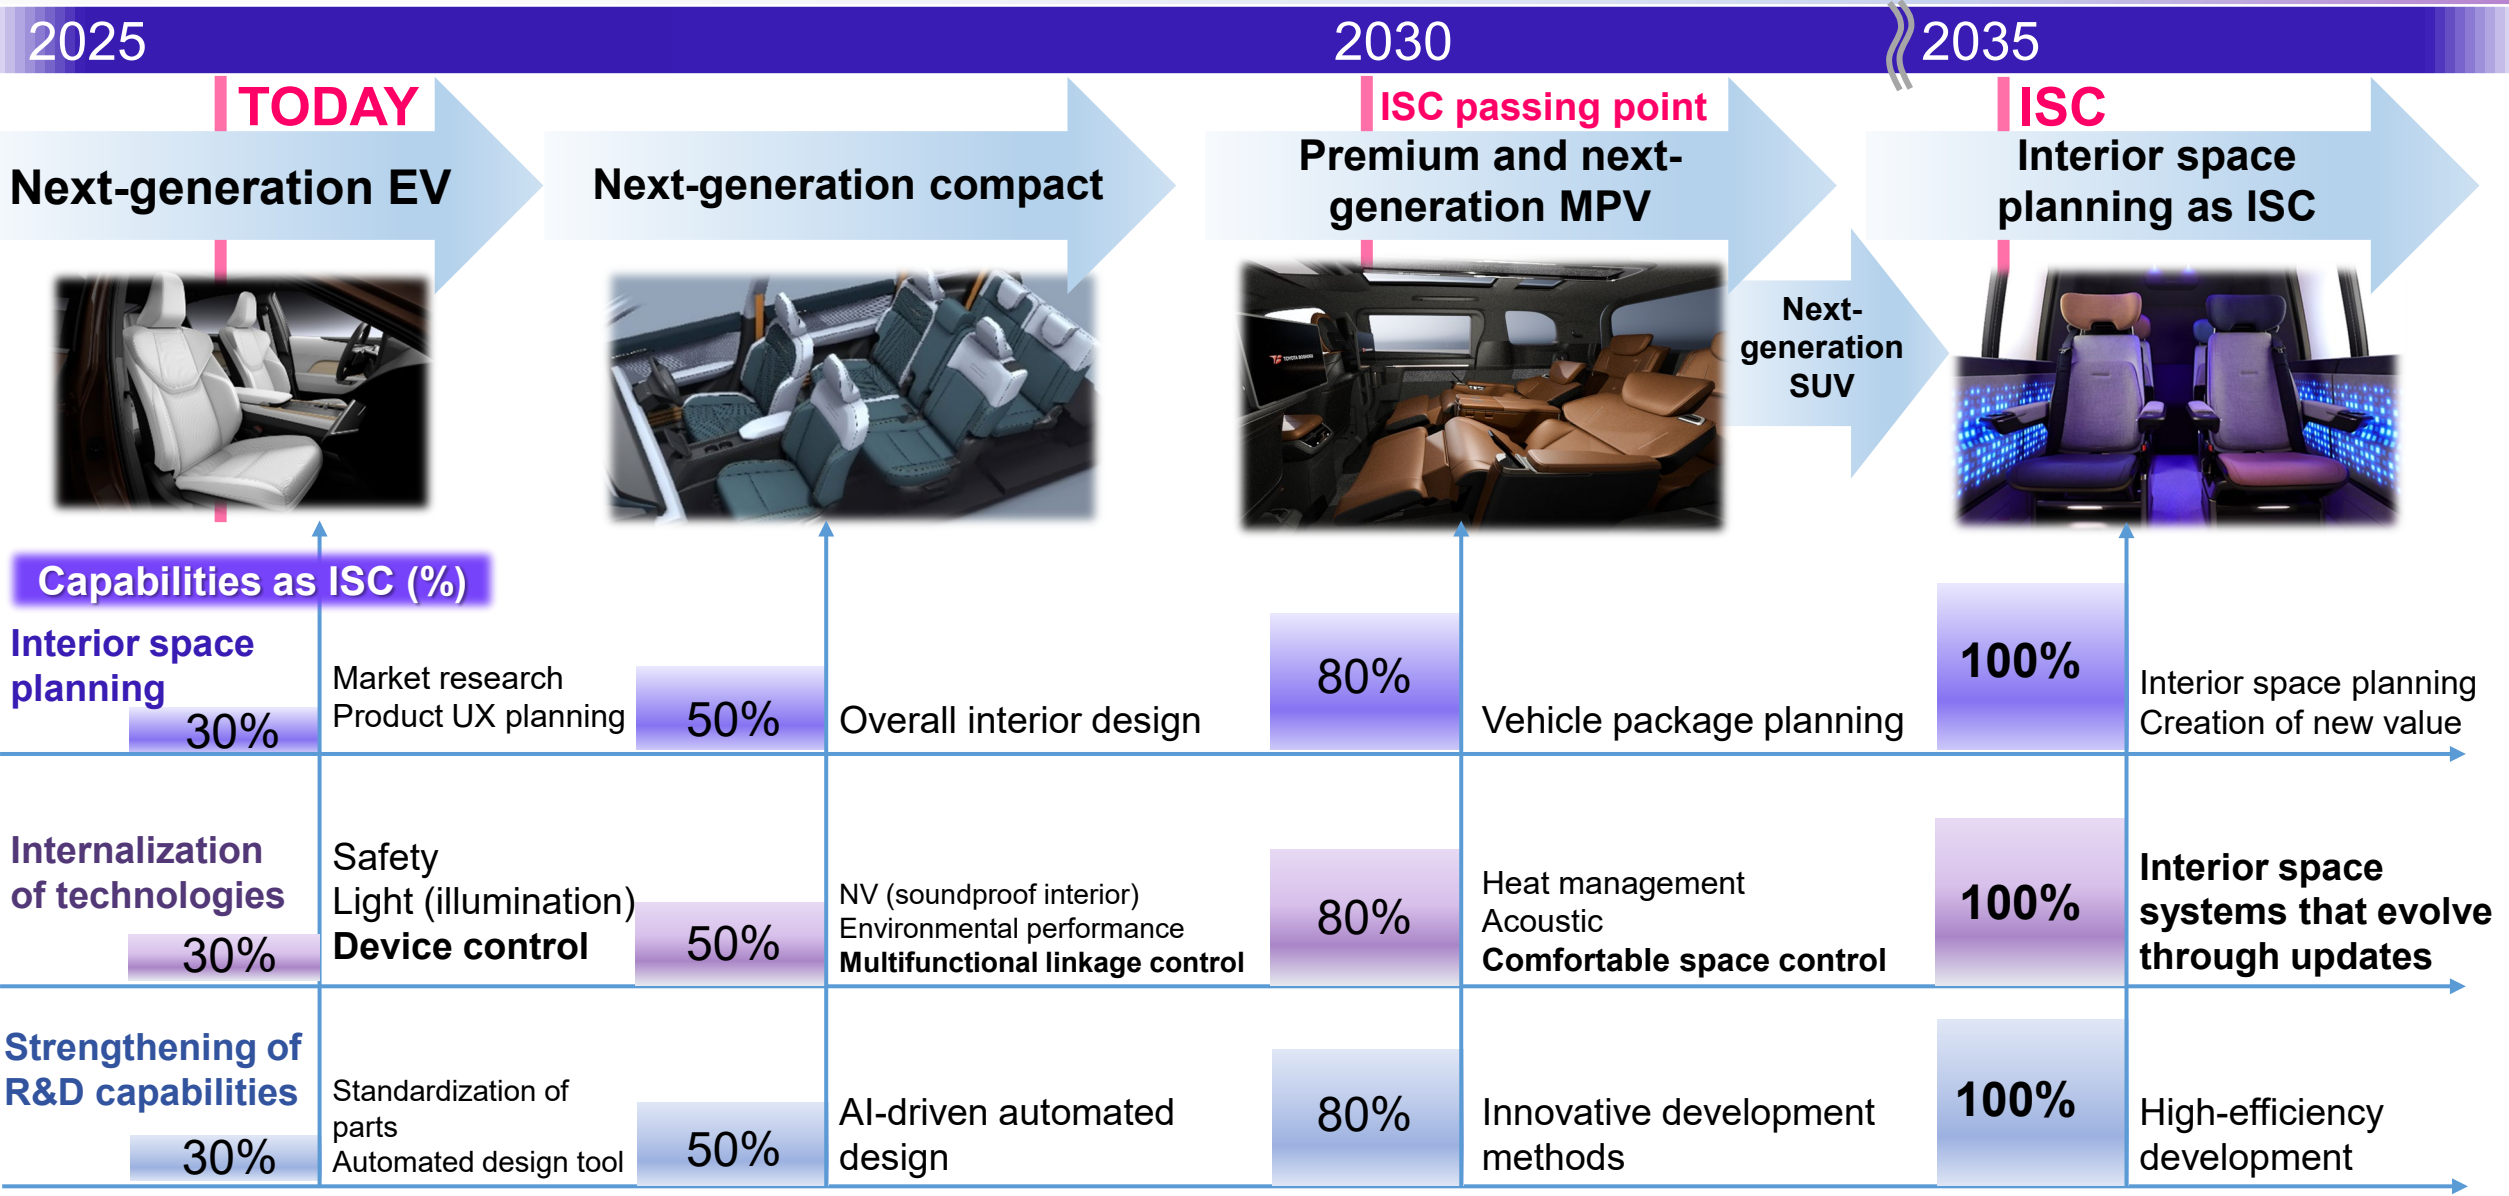 2025
2030
2035
TODAY
ISC passing point
ISC
Next-generation EV
Next-generation compact
Premium and next-
generation MPV
Next-
generation
SUV
Interior space
planning as ISC
TOYOTA BOSHOKU
Capabilities as ISC (%)
Interior space
planning
30%
Market research
Product UX planning
50%
Overall interior design
80%
Vehicle package planning
100%
Interior space planning
Creation of new value
Internalization
of technologies
30%
Safety
Light (illumination)
Device control
50%
NV (soundproof interior)
Environmental performance
Multifunctional linkage control
80%
Heat management
Acoustic
Comfortable space control
100%
Interior space
systems that evolve
through updates
Strengthening of
R&D capabilities
30%
Standardization of
parts
Automated design tool
50%
AI-driven automated
design
80%
Innovative development
methods
100%
High-efficiency
development